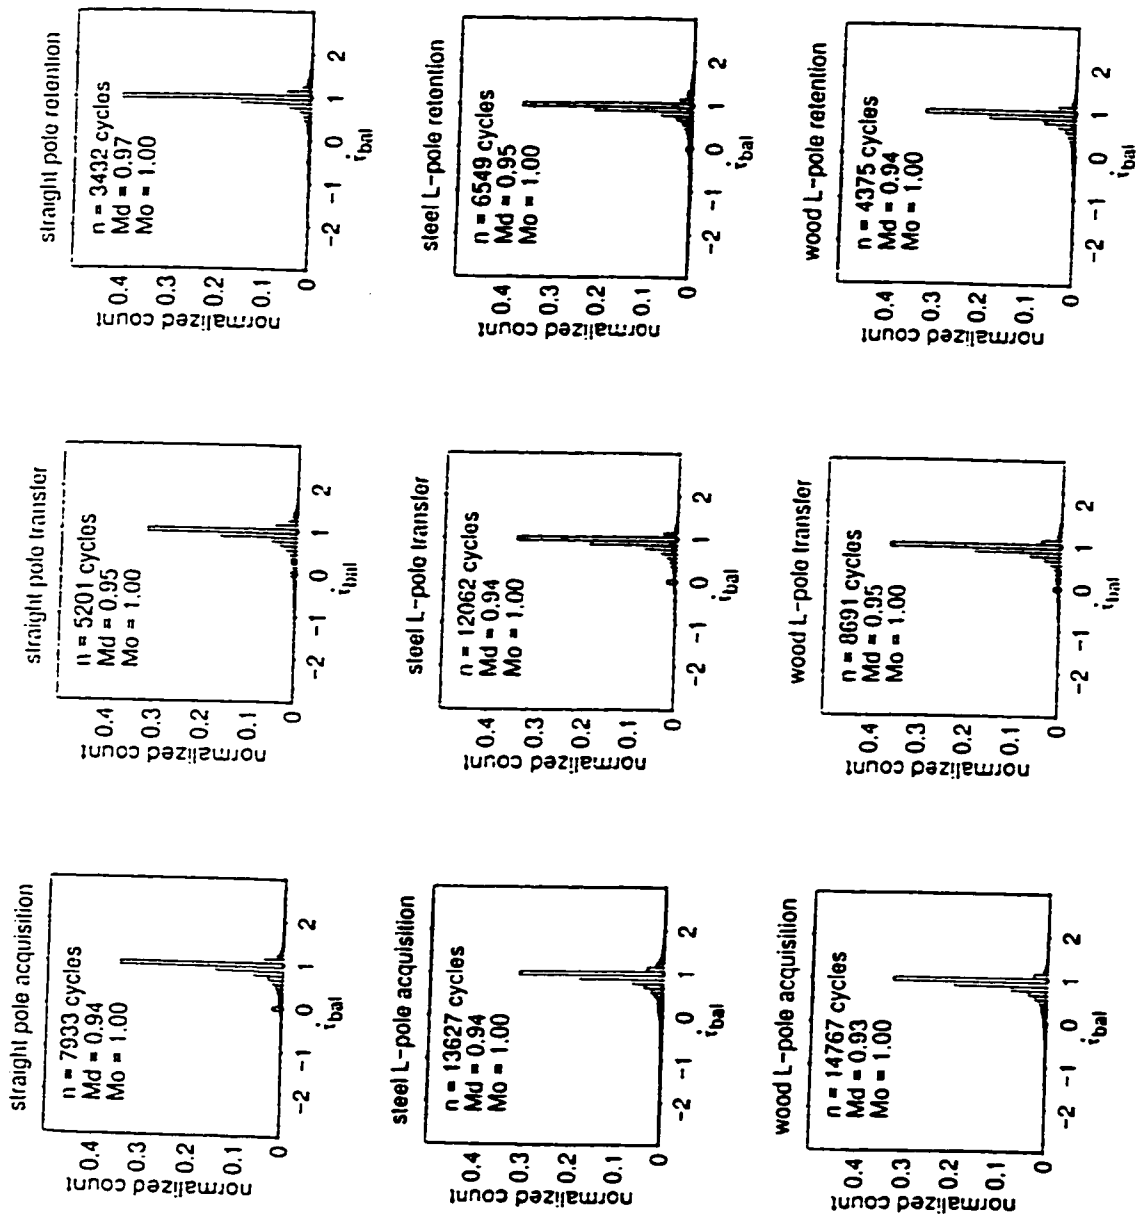 straight pole acquisition
n = 7933 cycles
Md = 0.94
Mo = 1.00
normalized count
0.4
0.3
0.2
0.1
0
−2 −1 0 1 2
τ̇bal
straight pole transfer
n = 5201 cycles
Md = 0.95
Mo = 1.00
normalized count
0.4
0.3
0.2
0.1
0
−2 −1 0 1 2
τ̇bal
straight pole retention
n = 3432 cycles
Md = 0.97
Mo = 1.00
normalized count
0.4
0.3
0.2
0.1
0
−2 −1 0 1 2
τ̇bal
steel L−pole acquisition
n = 13627 cycles
Md = 0.94
Mo = 1.00
normalized count
0.4
0.3
0.2
0.1
0
−2 −1 0 1 2
τ̇bal
steel L−pole transfer
n = 12062 cycles
Md = 0.94
Mo = 1.00
normalized count
0.4
0.3
0.2
0.1
0
−2 −1 0 1 2
τ̇bal
steel L−pole retention
n = 6549 cycles
Md = 0.95
Mo = 1.00
normalized count
0.4
0.3
0.2
0.1
0
−2 −1 0 1 2
τ̇bal
wood L−pole acquisition
n = 14767 cycles
Md = 0.93
Mo = 1.00
normalized count
0.4
0.3
0.2
0.1
0
−2 −1 0 1 2
τ̇bal
wood L−pole transfer
n = 8691 cycles
Md = 0.95
Mo = 1.00
normalized count
0.4
0.3
0.2
0.1
0
−2 −1 0 1 2
τ̇bal
wood L−pole retention
n = 4375 cycles
Md = 0.94
Mo = 1.00
normalized count
0.4
0.3
0.2
0.1
0
−2 −1 0 1 2
τ̇bal